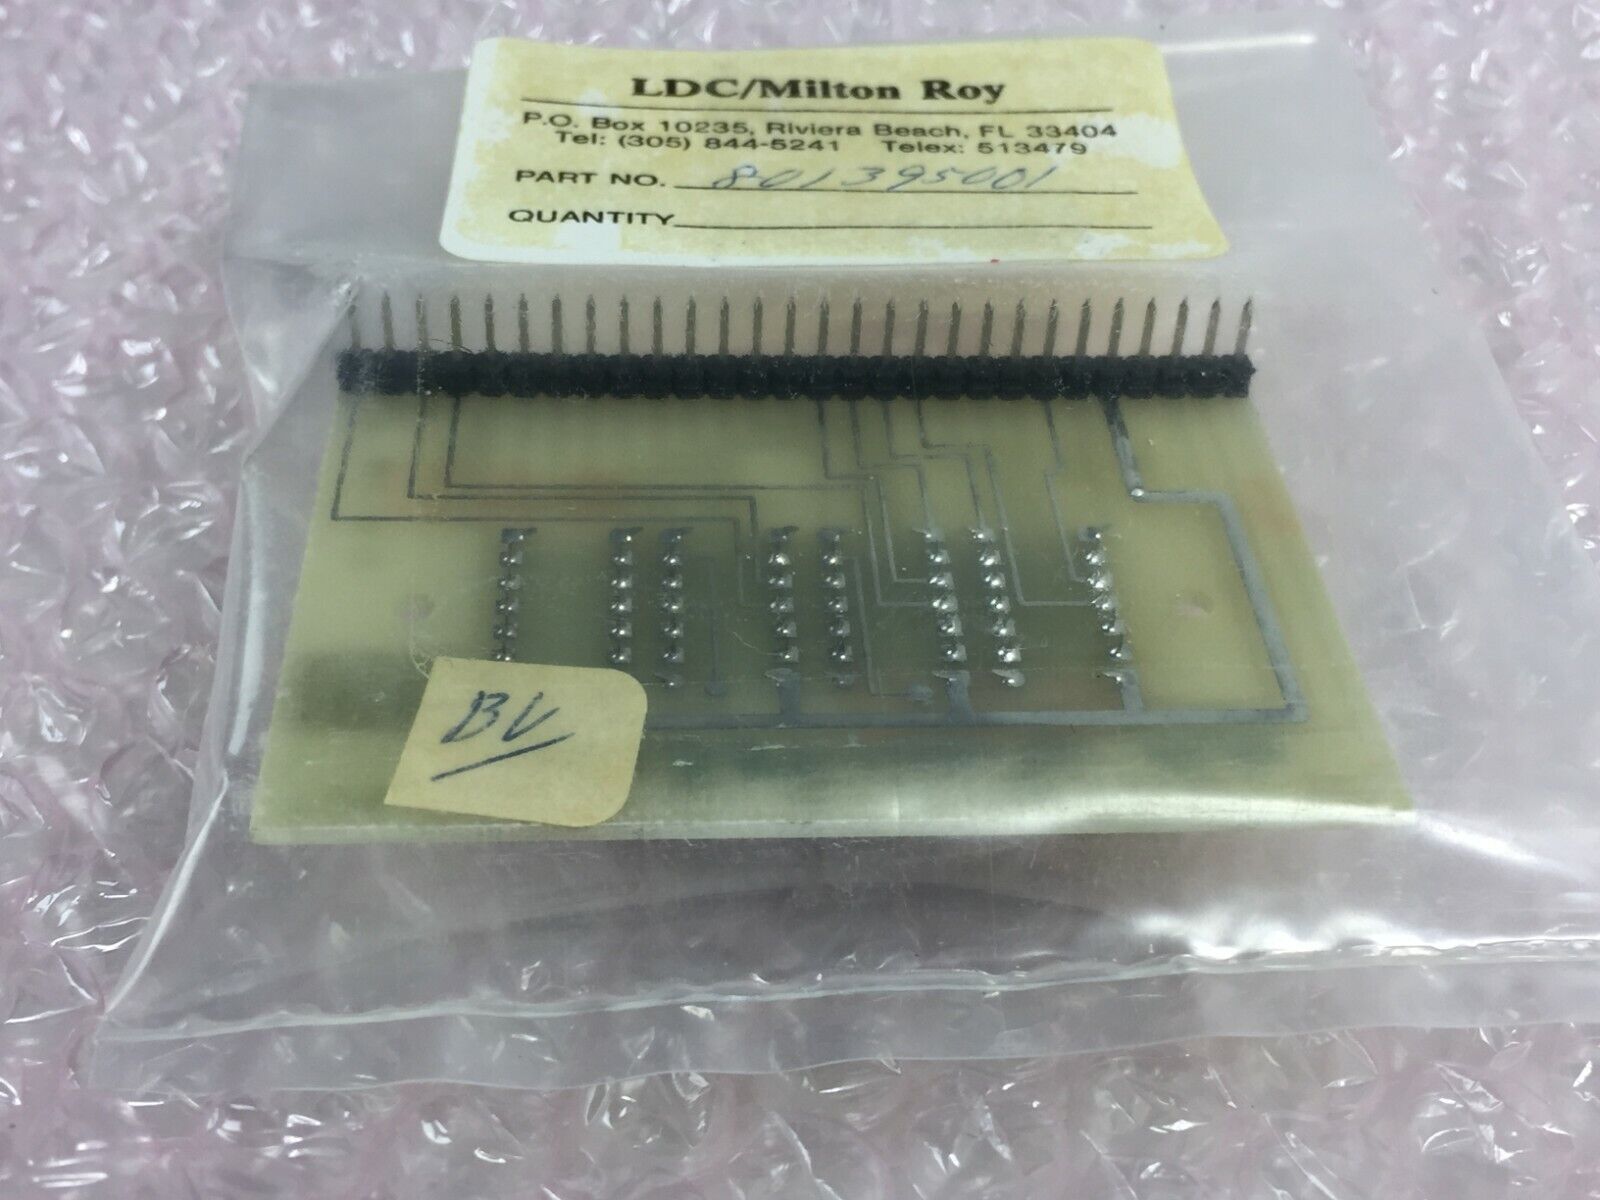 LDC/Milton Roy
P.O. Box 10235, Riviera Beach, FL 33404
Tel: (305) 844-5241 Telex: 513479
PART NO. 801395001
QUANTITY
BV